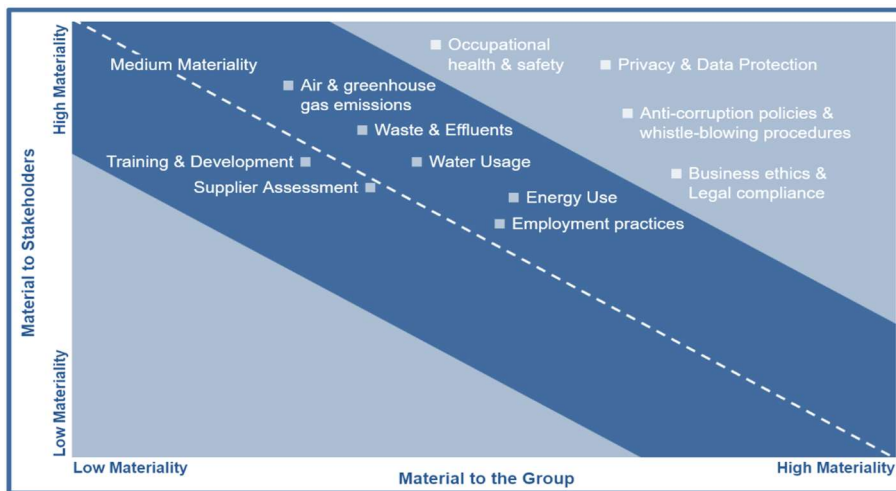 High Materiality
Material to Stakeholders
Low Materiality
Medium Materiality
Occupational
health & safety
Privacy & Data Protection
Air & greenhouse
gas emissions
Anti-corruption policies &
whistle-blowing procedures
Waste & Effluents
Training & Development
Water Usage
Business ethics &
Legal compliance
Supplier Assessment
Energy Use
Employment practices
Low Materiality
Material to the Group
High Materiality